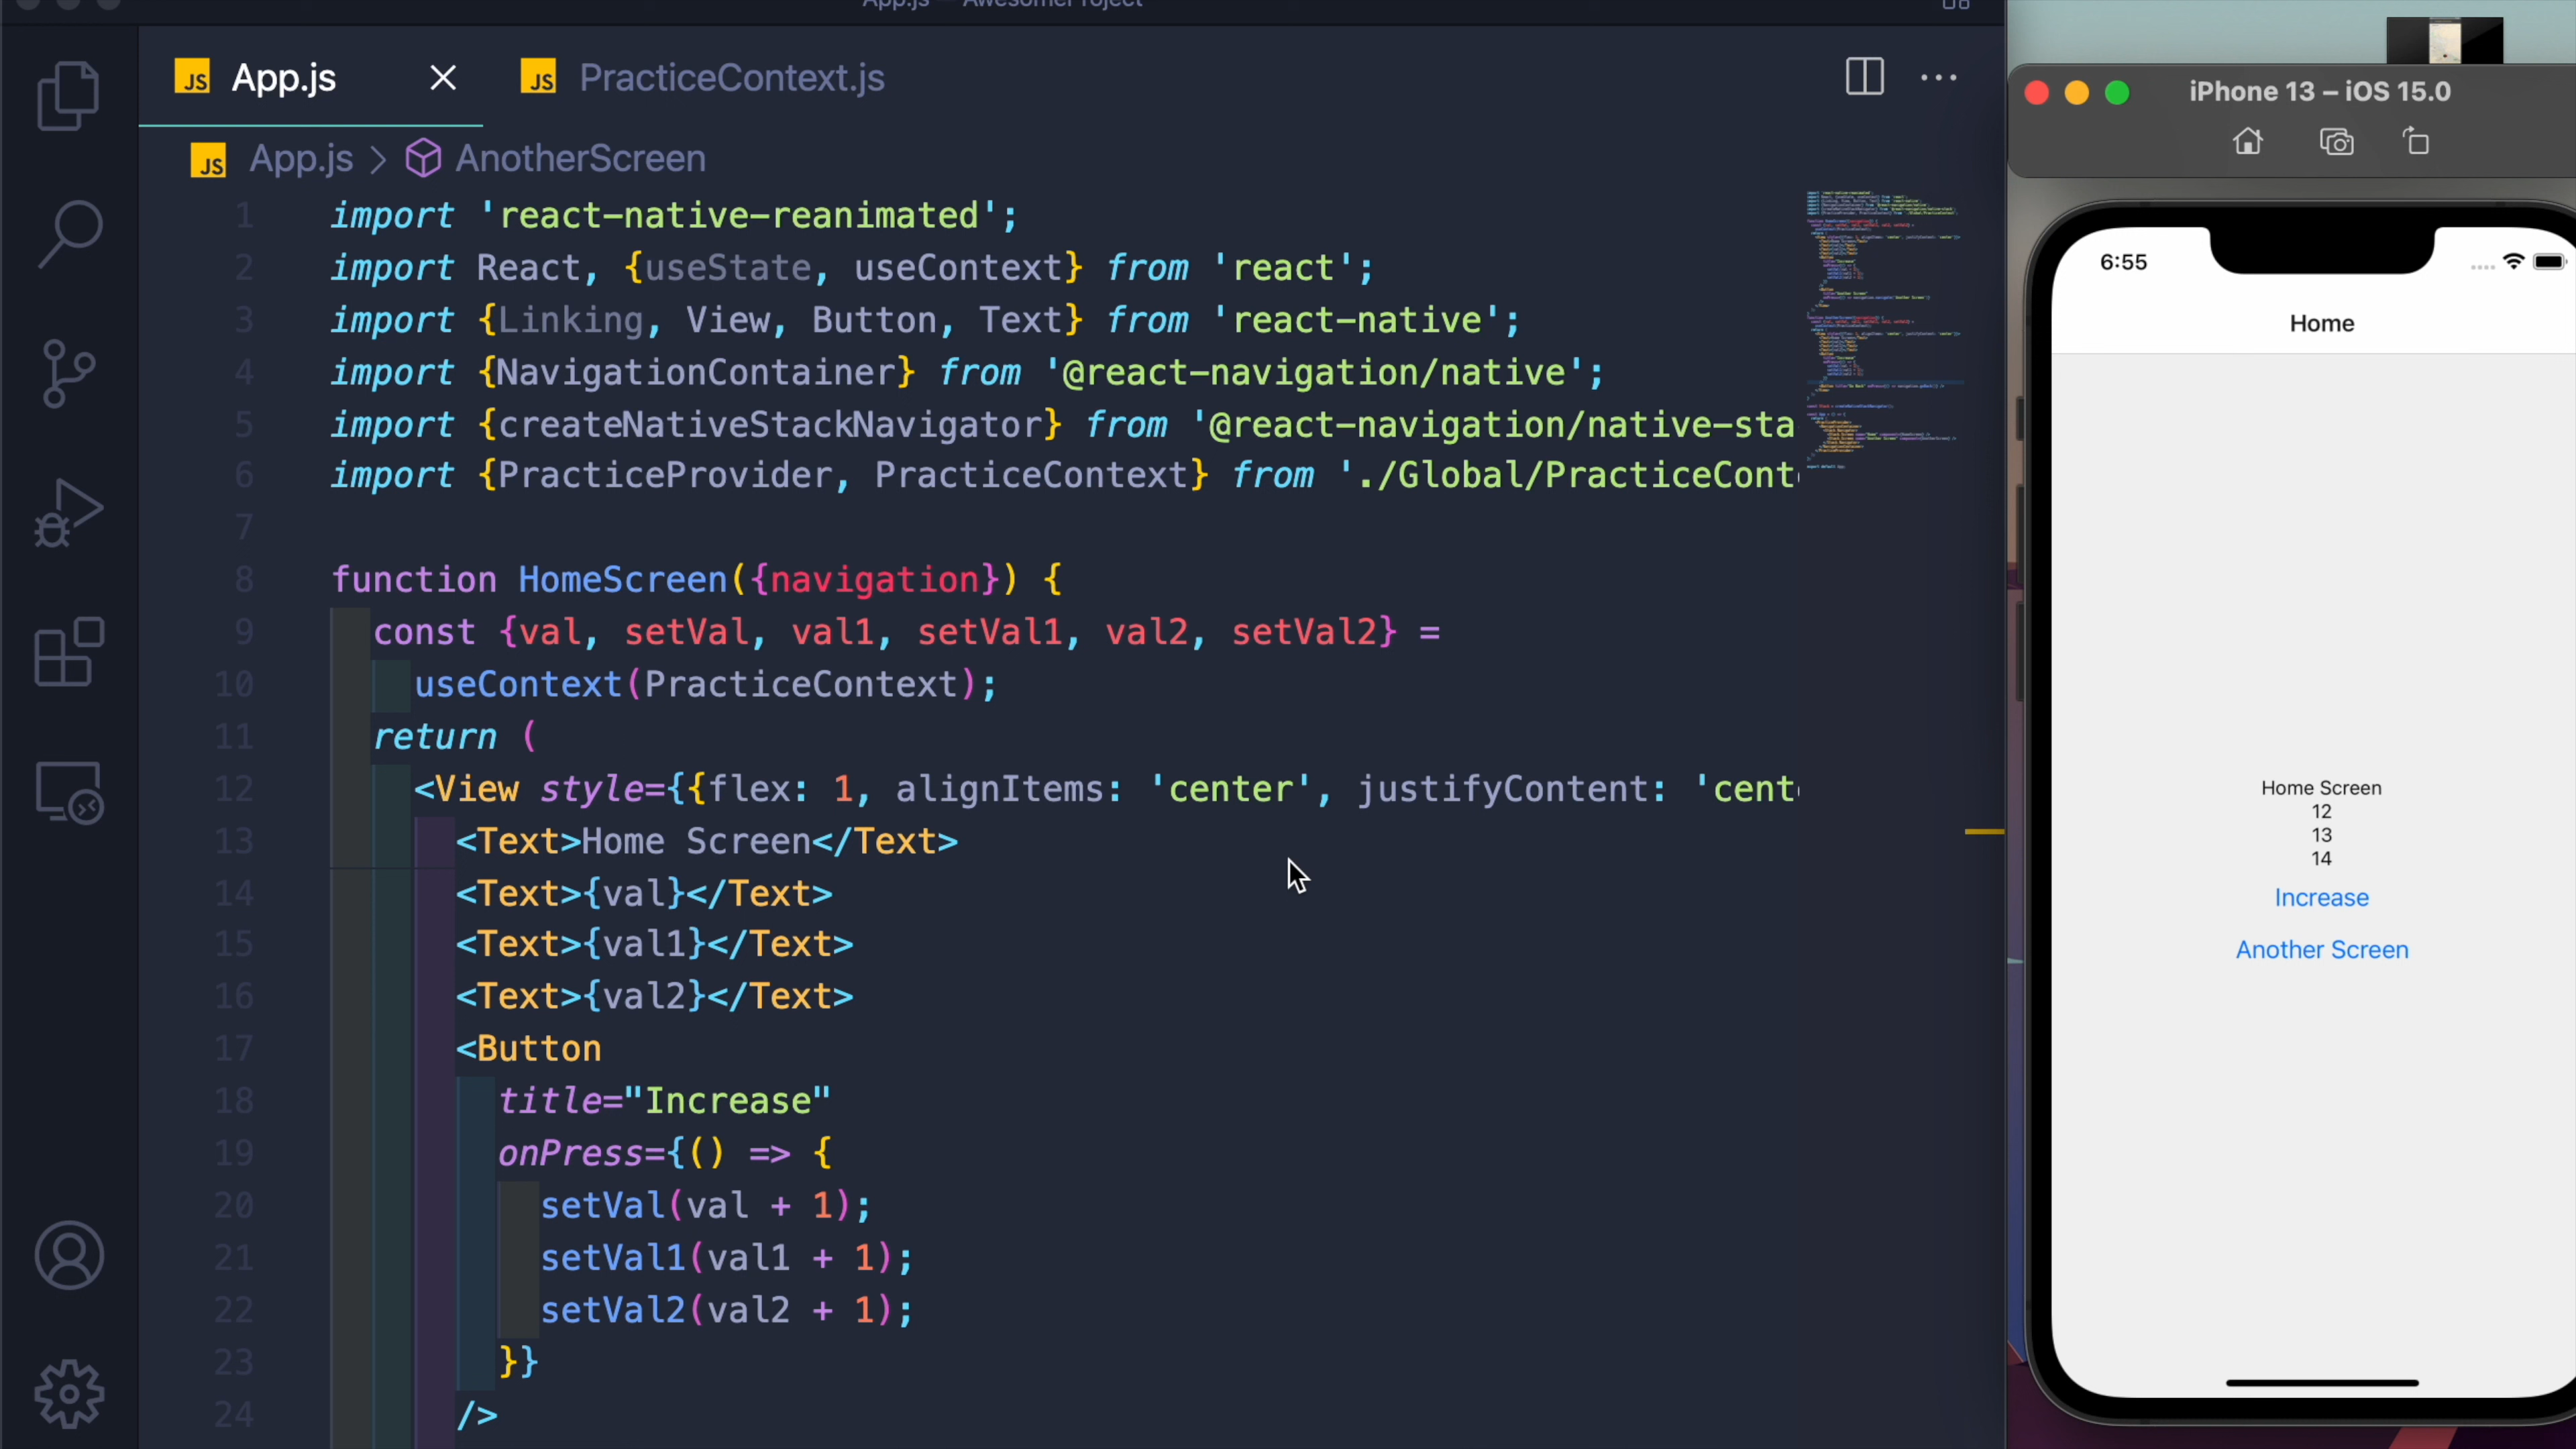 App.js — AwesomeProject
JS App.js
JS PracticeContext.js
JS App.js > AnotherScreen
1 import 'react-native-reanimated';
2 import React, {useState, useContext} from 'react';
3 import {Linking, View, Button, Text} from 'react-native';
4 import {NavigationContainer} from '@react-navigation/native';
5 import {createNativeStackNavigator} from '@react-navigation/native-sta
6 import {PracticeProvider, PracticeContext} from './Global/PracticeCont
7
8 function HomeScreen({navigation}) {
9 const {val, setVal, val1, setVal1, val2, setVal2} =
10 useContext(PracticeContext);
11 return (
12 <View style={{flex: 1, alignItems: 'center', justifyContent: 'cent
13 <Text>Home Screen</Text>
14 <Text>{val}</Text>
15 <Text>{val1}</Text>
16 <Text>{val2}</Text>
17 <Button
18 title="Increase"
19 onPress={() => {
20 setVal(val + 1);
21 setVal1(val1 + 1);
22 setVal2(val2 + 1);
23 }}
24 />
iPhone 13 – iOS 15.0
6:55
Home
Home Screen
12
13
14
Increase
Another Screen